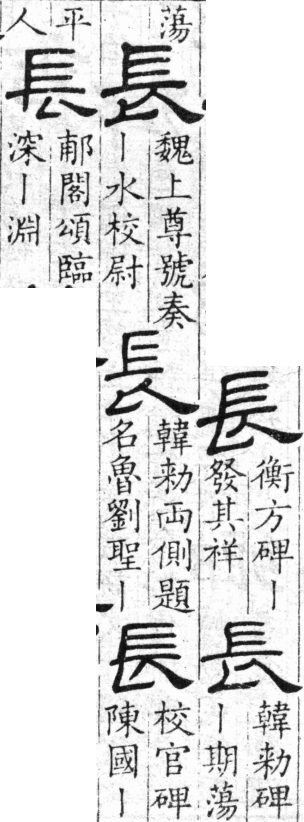 長
衡方碑丨
發其祥
長
韓勑碑
丨期蕩
蕩
長
魏上尊號奏
丨水校尉
長
韓勑両側題
名魯劉聖丨
長
校官碑
陳國丨
平
人
長
郙閣頌臨
深丨淵